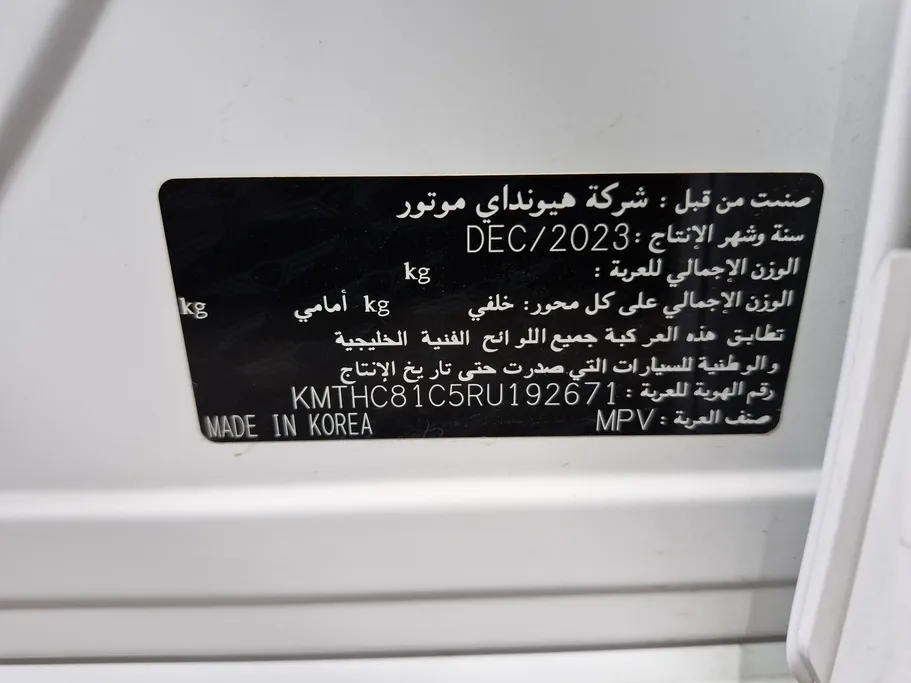 صنعت من قبل : شركة هيونداي موتور
سنة وشهر الإنتاج : DEC/2023
الوزن الإجمالي للعربة : kg
الوزن الإجمالي على كل محور: خلفي kg أمامي kg
تطابق هذه العر كبة جميع اللوائح الفنية الخليجية
والوطنية للسيارات التي صدرت حتى تاريخ الإنتاج
رقم الهوية للعربة : KMTHC81C5RU192671
صنف العربة : MPV
MADE IN KOREA